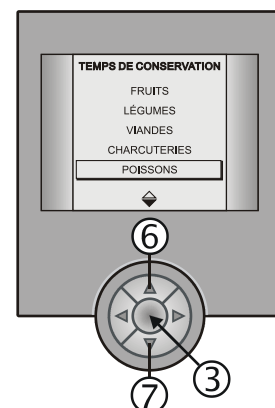 TEMPS DE CONSERVATION
FRUITS
LÉGUMES
VIANDES
CHARCUTERIES
POISSONS
6
3
7